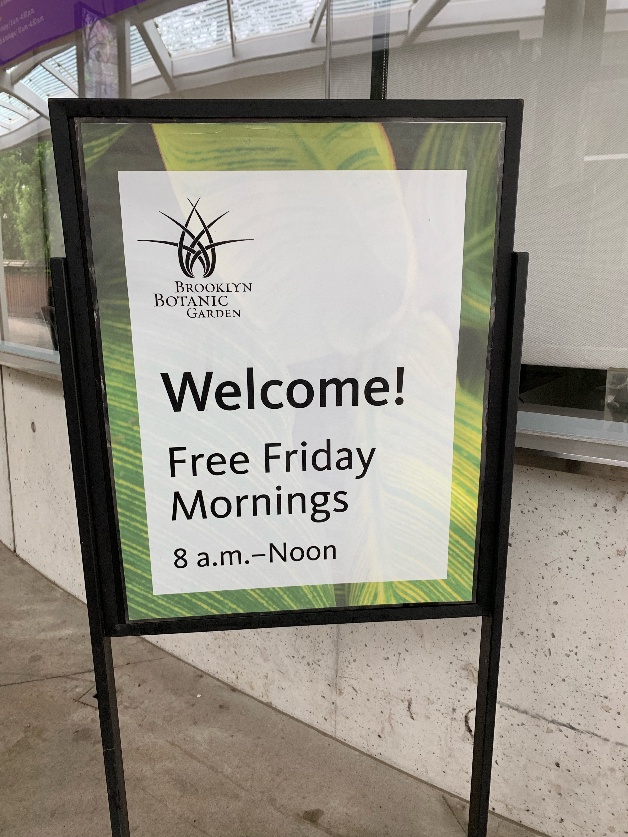 Brooklyn
Botanic
Garden
Welcome!
Free Friday
Mornings
8 a.m.–Noon